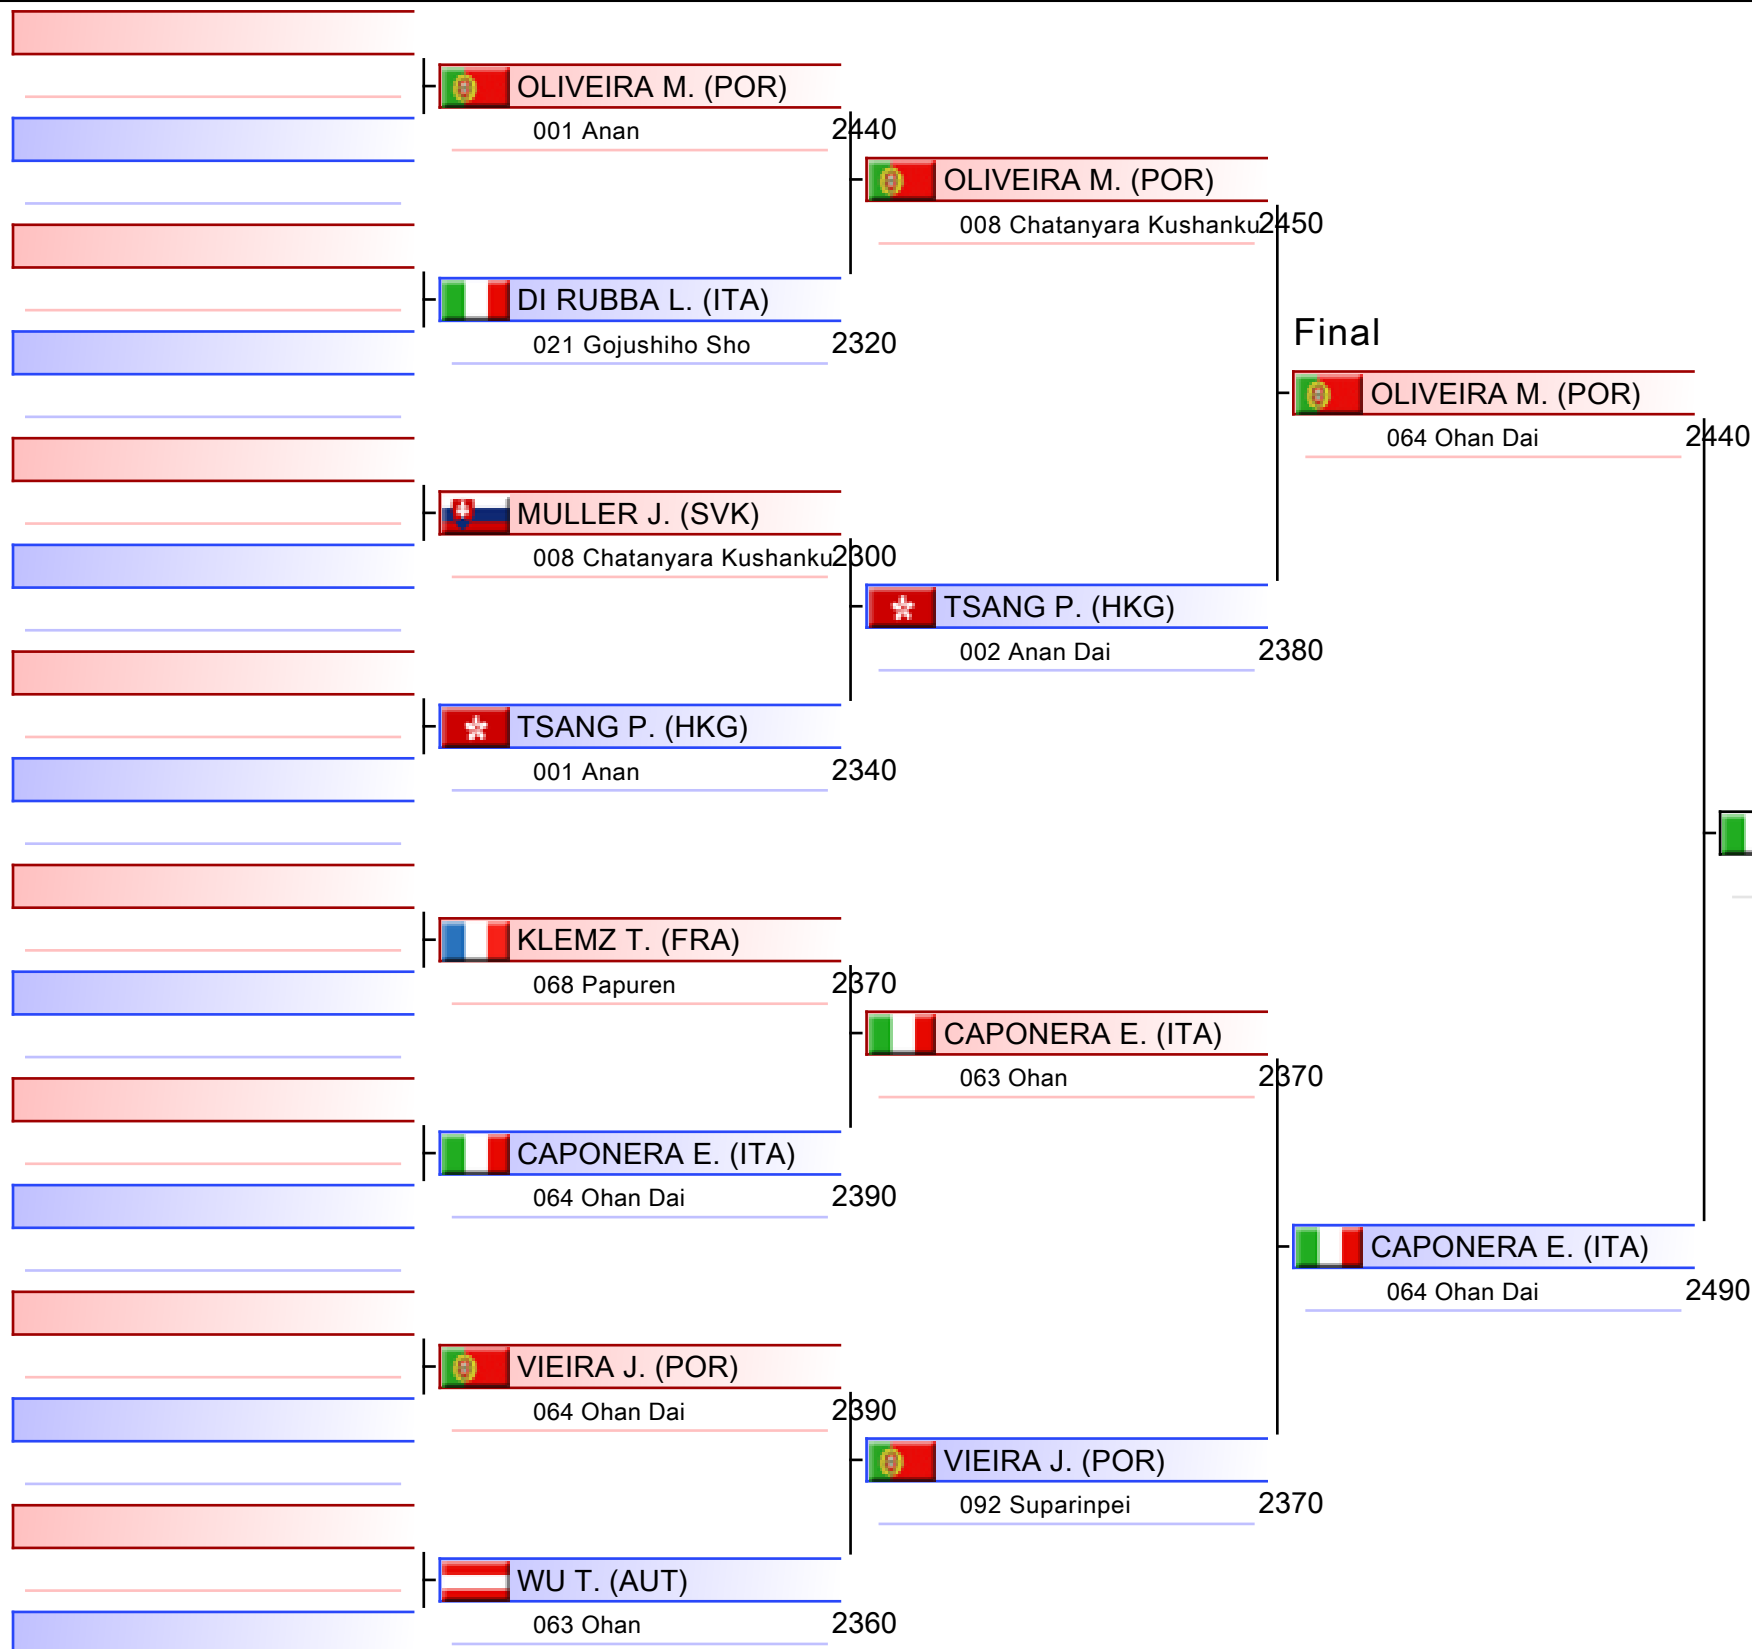 OLIVEIRA M. (POR)
001 Anan 2440
DI RUBBA L. (ITA)
021 Gojushiho Sho 2320
MULLER J. (SVK)
008 Chatanyara Kushanku 2300
TSANG P. (HKG)
001 Anan 2340
KLEMZ T. (FRA)
068 Papuren 2370
CAPONERA E. (ITA)
064 Ohan Dai 2390
VIEIRA J. (POR)
064 Ohan Dai 2390
WU T. (AUT)
063 Ohan 2360
OLIVEIRA M. (POR)
008 Chatanyara Kushanku 2450
TSANG P. (HKG)
002 Anan Dai 2380
CAPONERA E. (ITA)
063 Ohan 2370
VIEIRA J. (POR)
092 Suparinpei 2370
Final
OLIVEIRA M. (POR)
064 Ohan Dai 2440
CAPONERA E. (ITA)
064 Ohan Dai 2490